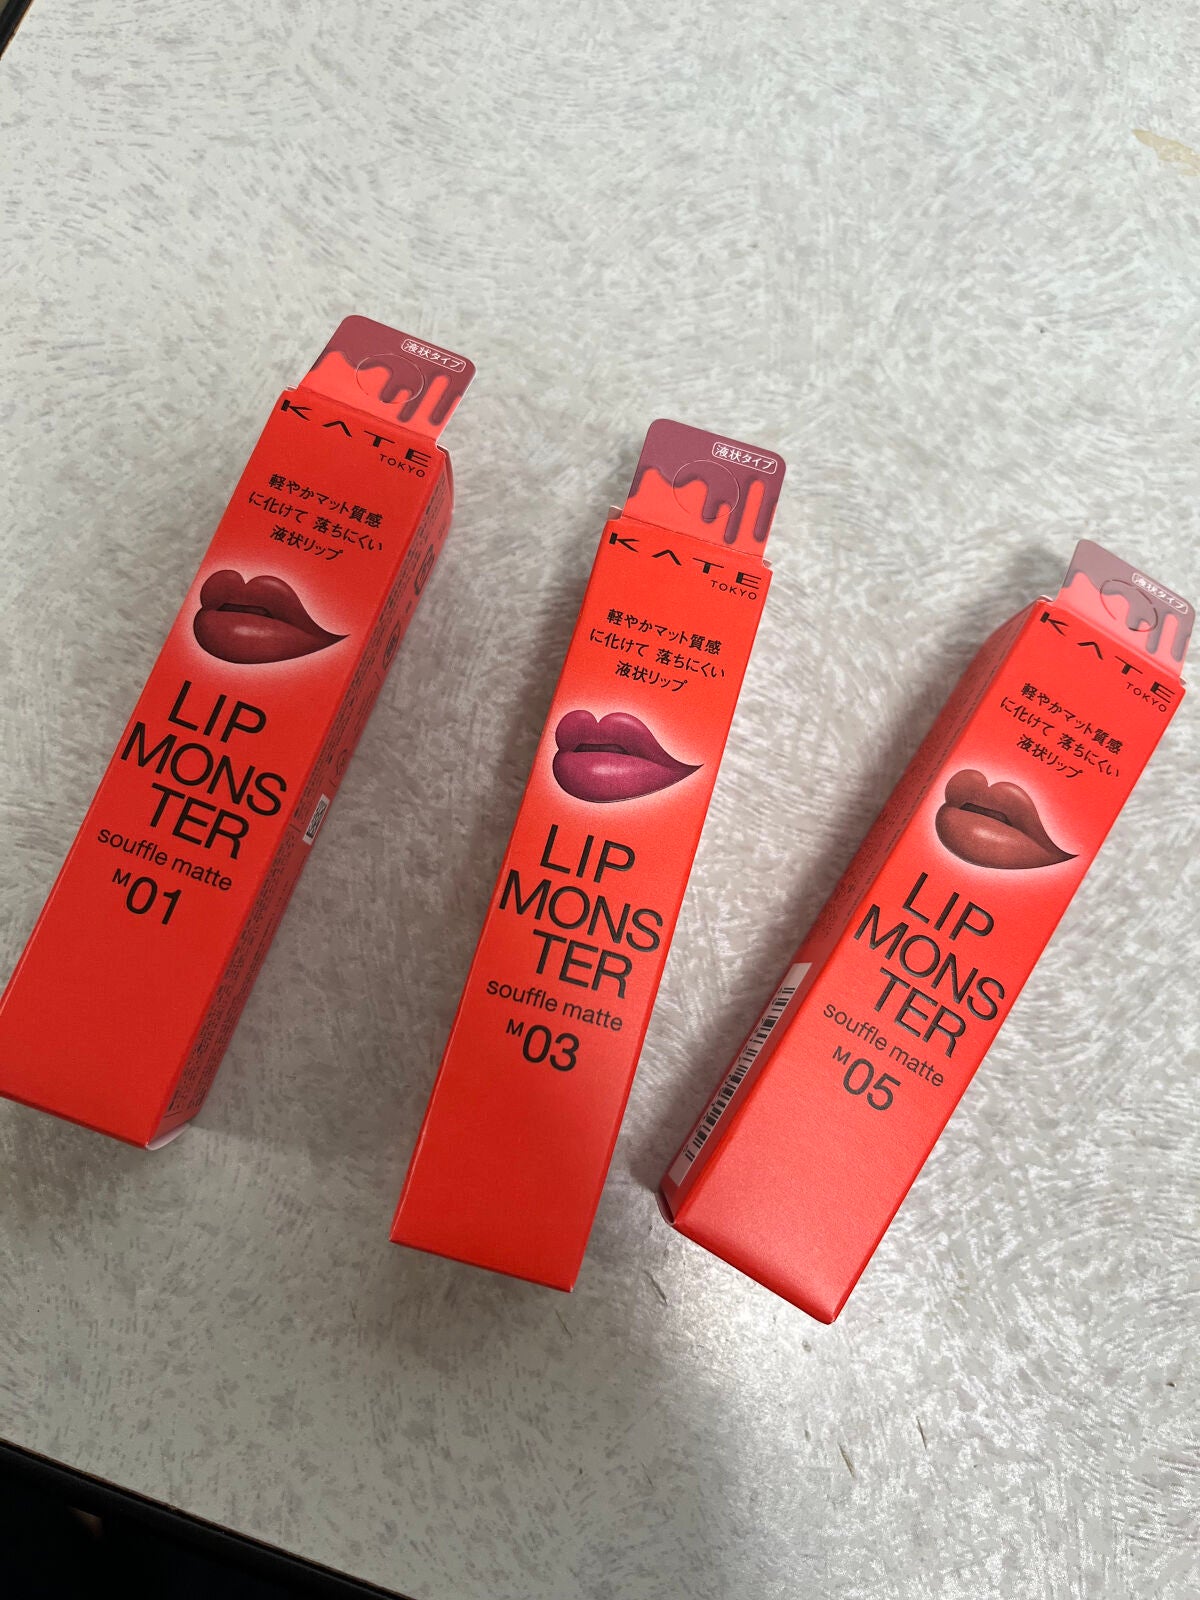 液状タイプ
KATE
TOKYO
軽やかマット質感
に化けて 落ちにくい
液状リップ
LIP
MONS
TER
souffle matte
M01
液状タイプ
KATE
TOKYO
軽やかマット質感
に化けて 落ちにくい
液状リップ
LIP
MONS
TER
souffle matte
M03
液状タイプ
KATE
TOKYO
軽やかマット質感
に化けて 落ちにくい
液状リップ
LIP
MONS
TER
souffle matte
M05